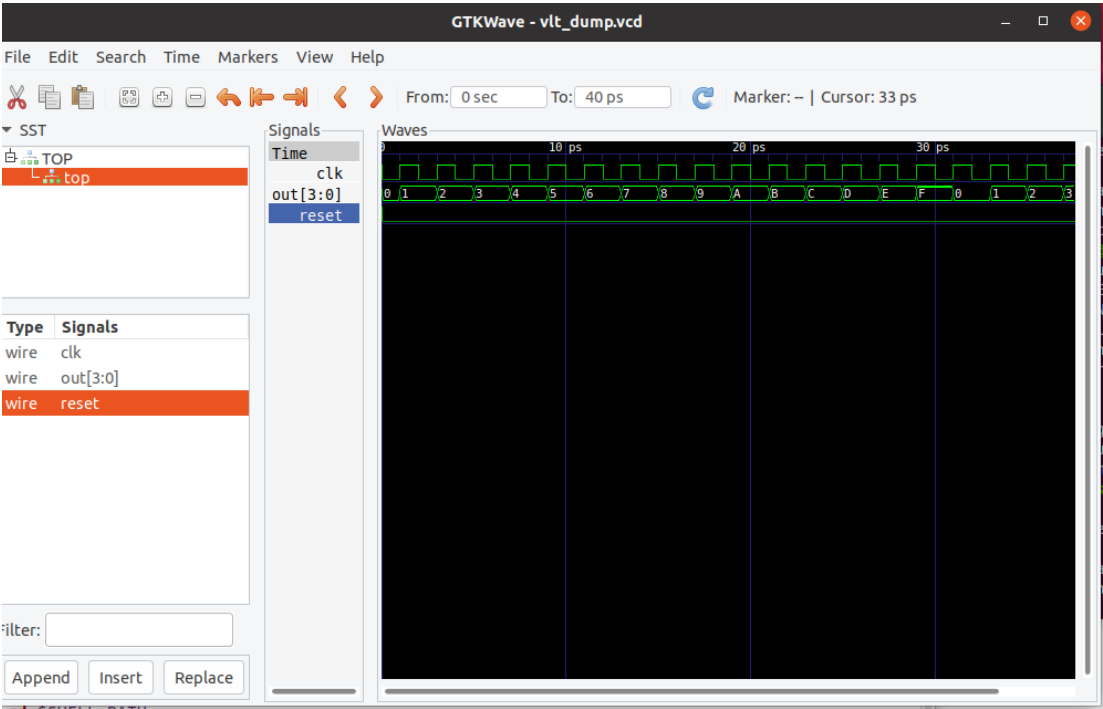 GTKWave - vlt_dump.vcd
File Edit Search Time Markers View Help
From: 0 sec To: 40 ps Marker: -- | Cursor: 33 ps
SST
TOP
top
Type Signals
wire clk
wire out[3:0]
wire reset
Filter:
Append Insert Replace
Signals
Time
clk
out[3:0]
reset
Waves
0 10 ps 20 ps 30 ps
0 1 2 3 4 5 6 7 8 9 A B C D E F 0 1 2 3